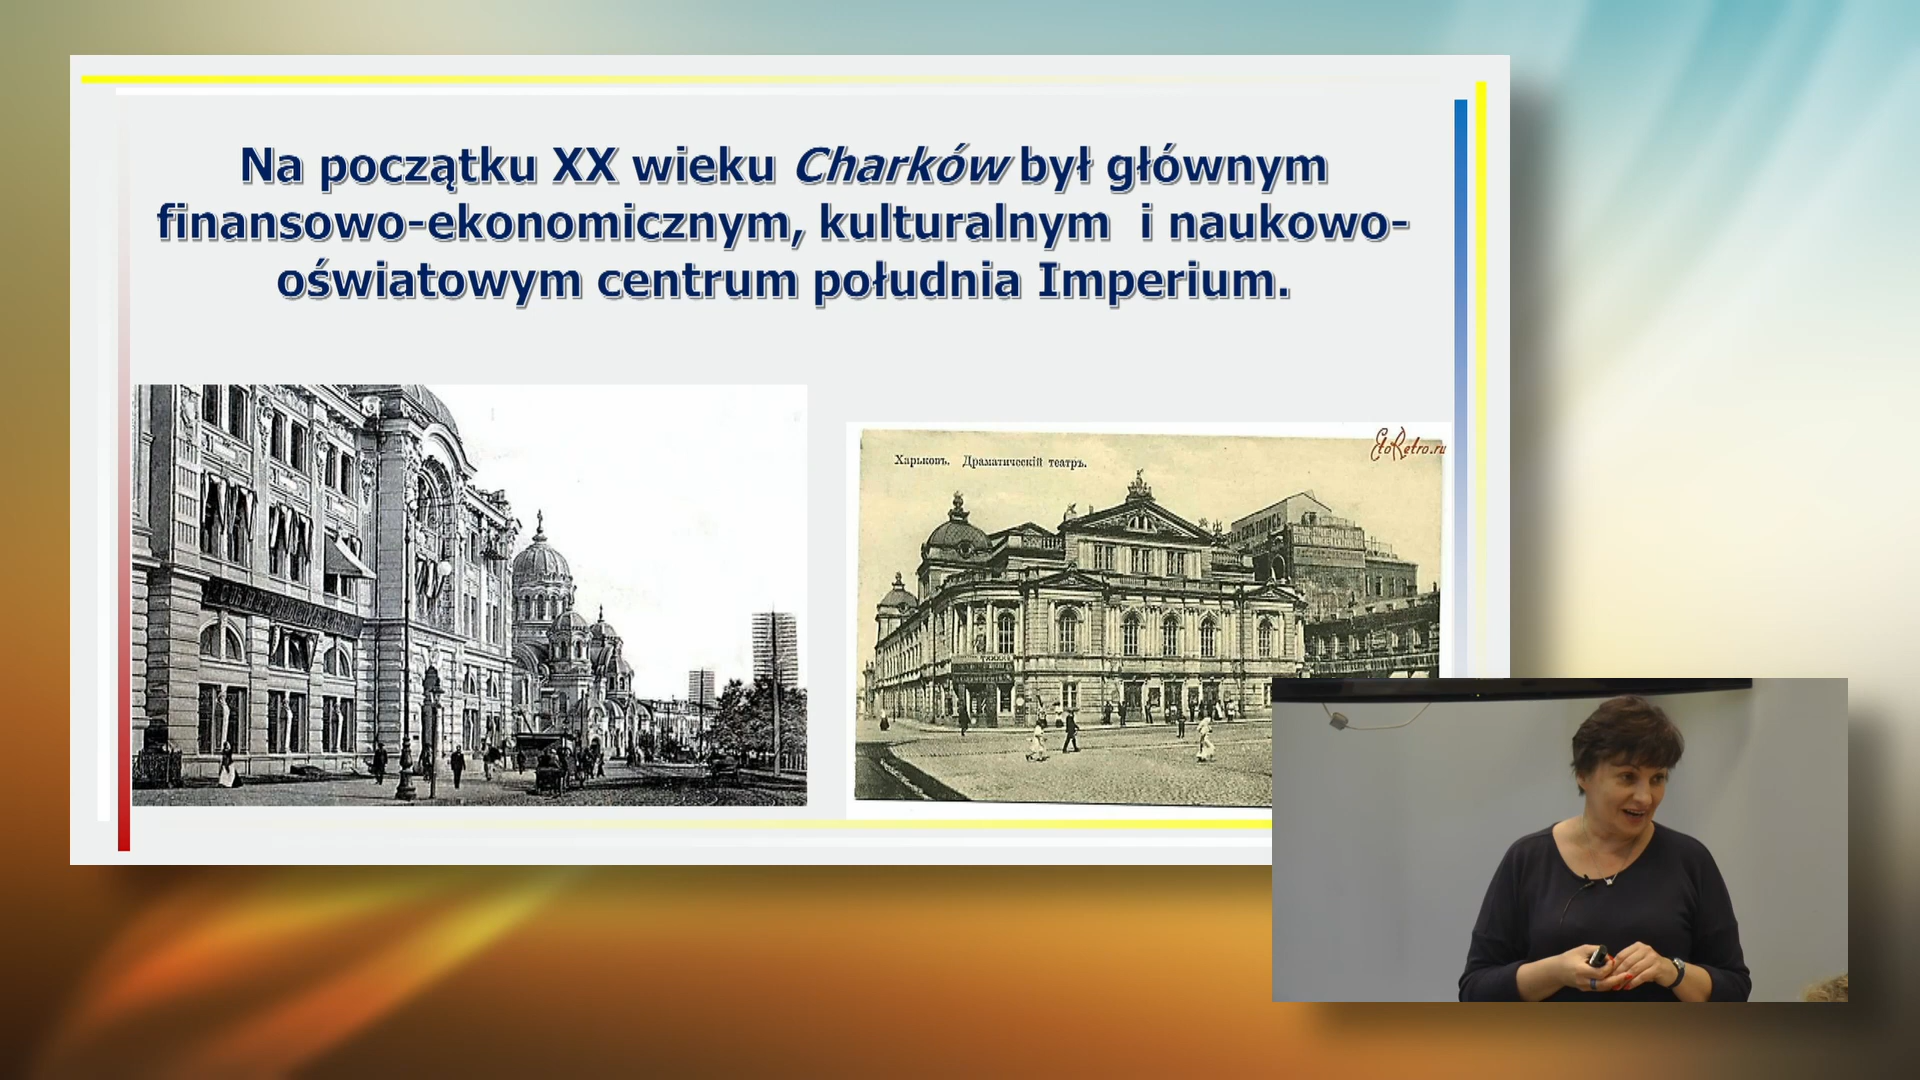 Na początku XX wieku Charków był głównym
finansowo-ekonomicznym, kulturalnym i naukowo-
oświatowym centrum południa Imperium.
EtoRetro.ru
Харьковъ. Драматическій театръ.